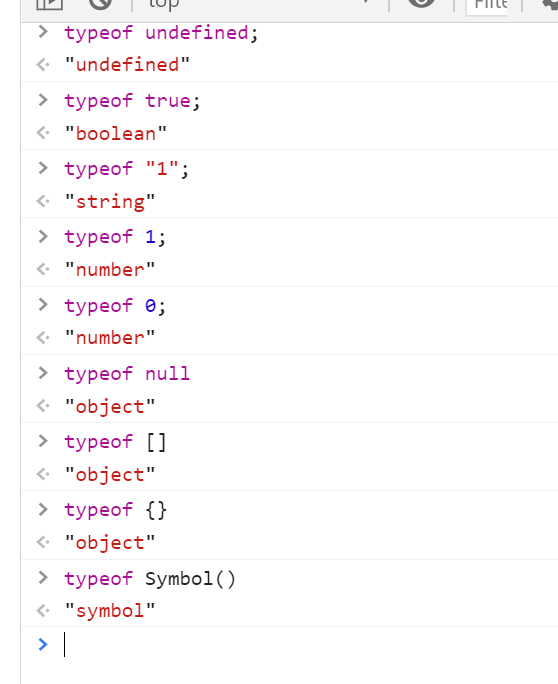 top
typeof undefined;
"undefined"
typeof true;
"boolean"
typeof "1";
"string"
typeof 1;
"number"
typeof 0;
"number"
typeof null
"object"
typeof []
"object"
typeof {}
"object"
typeof Symbol()
"symbol"